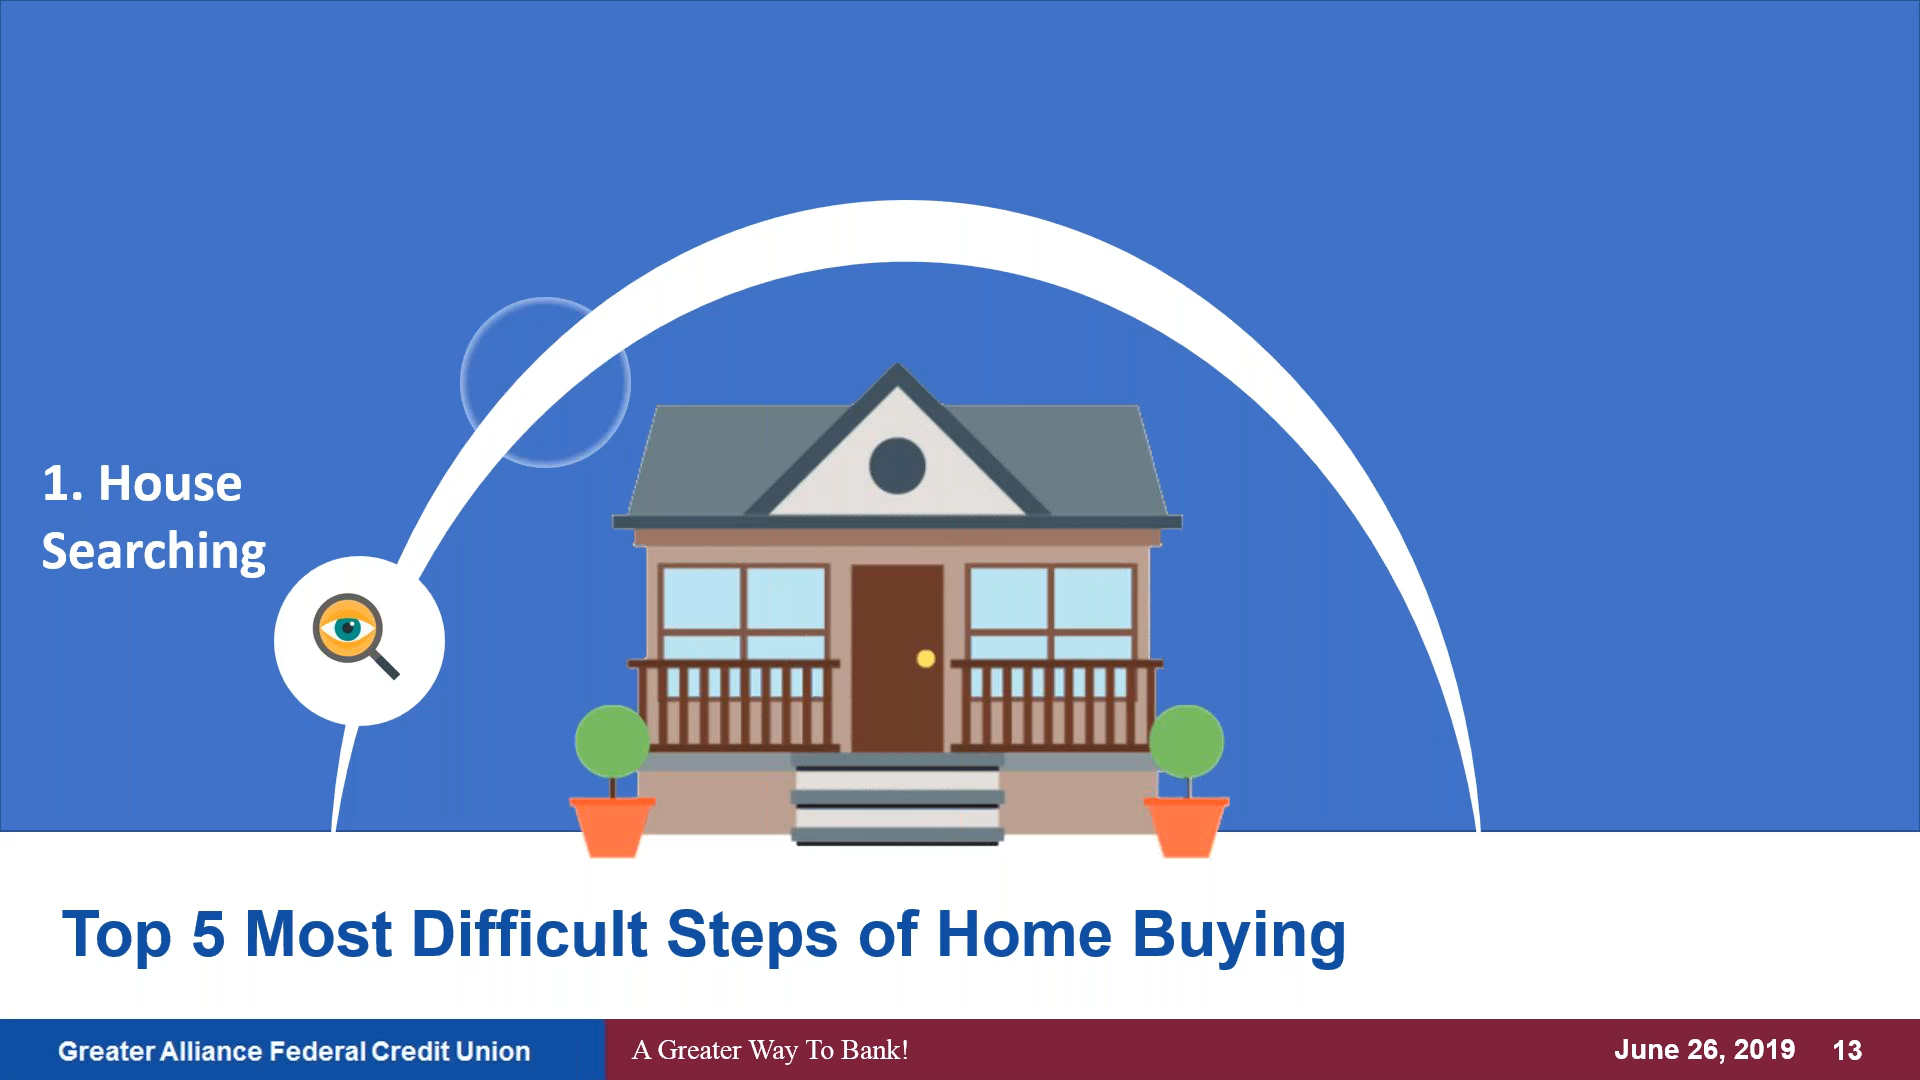 1. House
Searching
Top 5 Most Difficult Steps of Home Buying
Greater Alliance Federal Credit Union
A Greater Way To Bank!
June 26, 2019
13